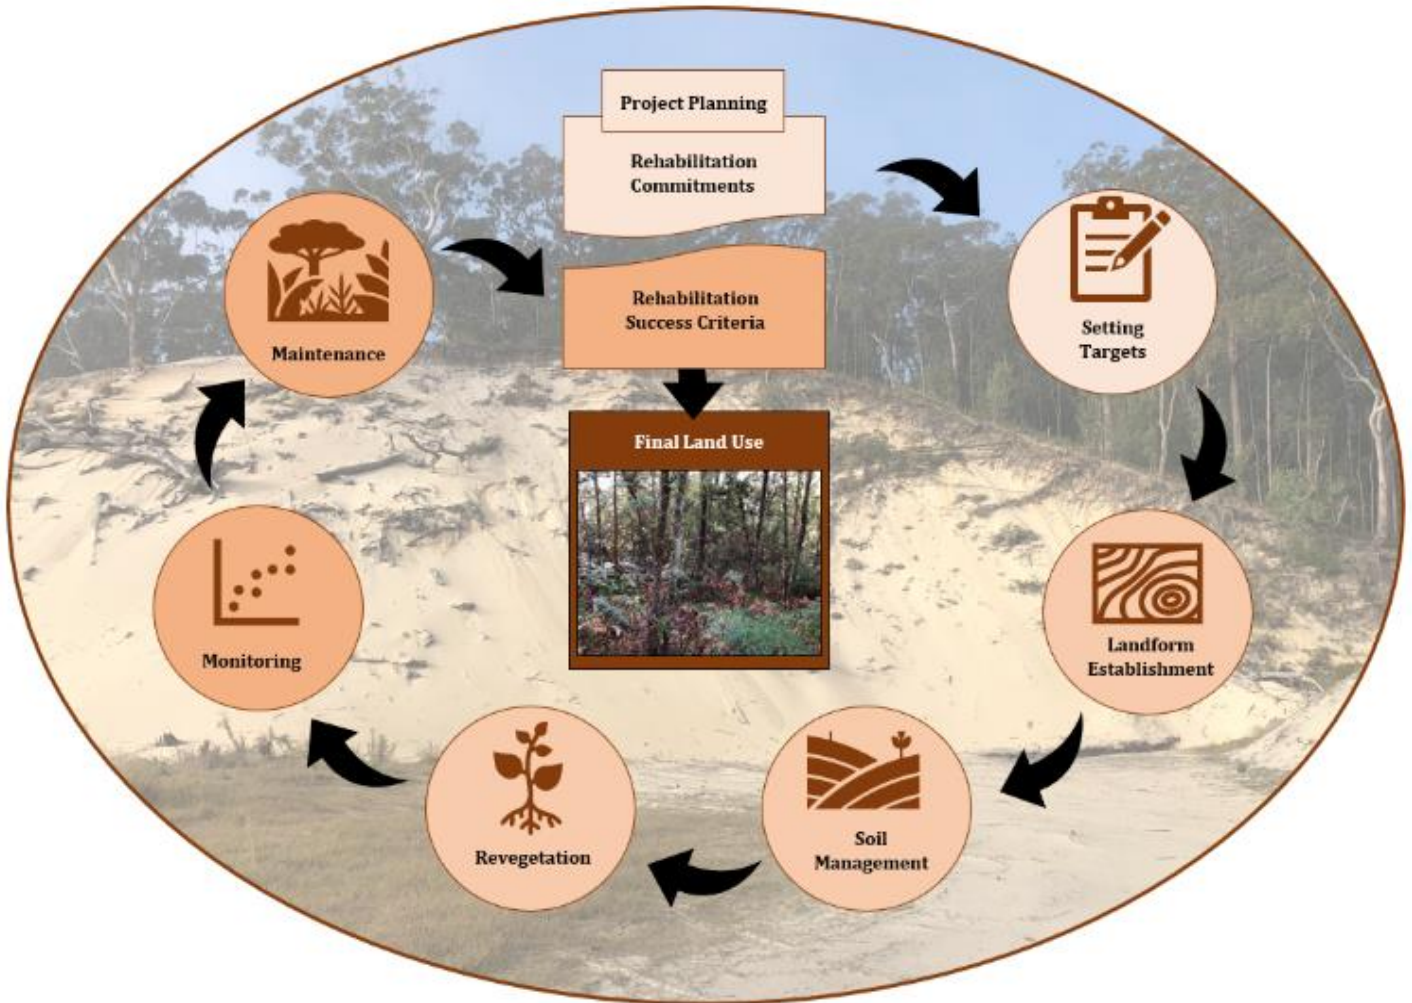 Project Planning
Rehabilitation
Commitments
Rehabilitation
Success Criteria
Final Land Use
Setting
Targets
Landform
Establishment
Soil
Management
Revegetation
Monitoring
Maintenance